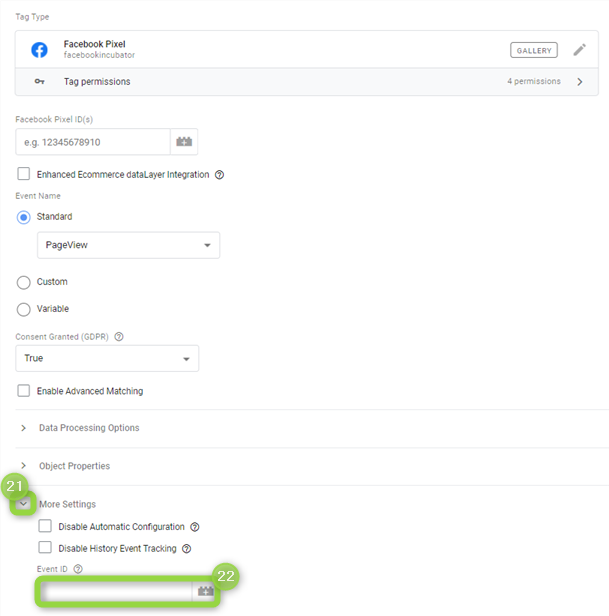 Tag Type
Facebook Pixel
facebookincubator
GALLERY
Tag permissions
4 permissions
Facebook Pixel ID(s)
e.g. 12345678910
Enhanced Ecommerce dataLayer Integration
Event Name
Standard
PageView
Custom
Variable
Consent Granted (GDPR)
True
Enable Advanced Matching
Data Processing Options
Object Properties
21
More Settings
Disable Automatic Configuration
Disable History Event Tracking
Event ID
22